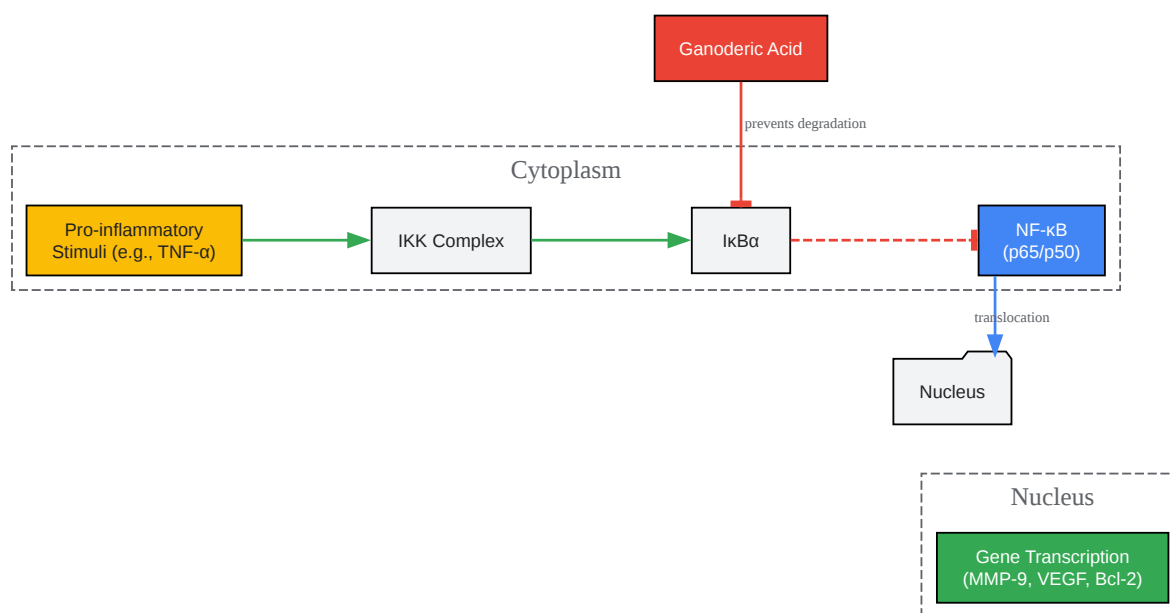 Ganoderic Acid
prevents degradation
Cytoplasm
Pro-inflammatory
Stimuli (e.g., TNF-α)
IKK Complex
IκBα
NF-κB
(p65/p50)
translocation
Nucleus
Nucleus
Gene Transcription
(MMP-9, VEGF, Bcl-2)